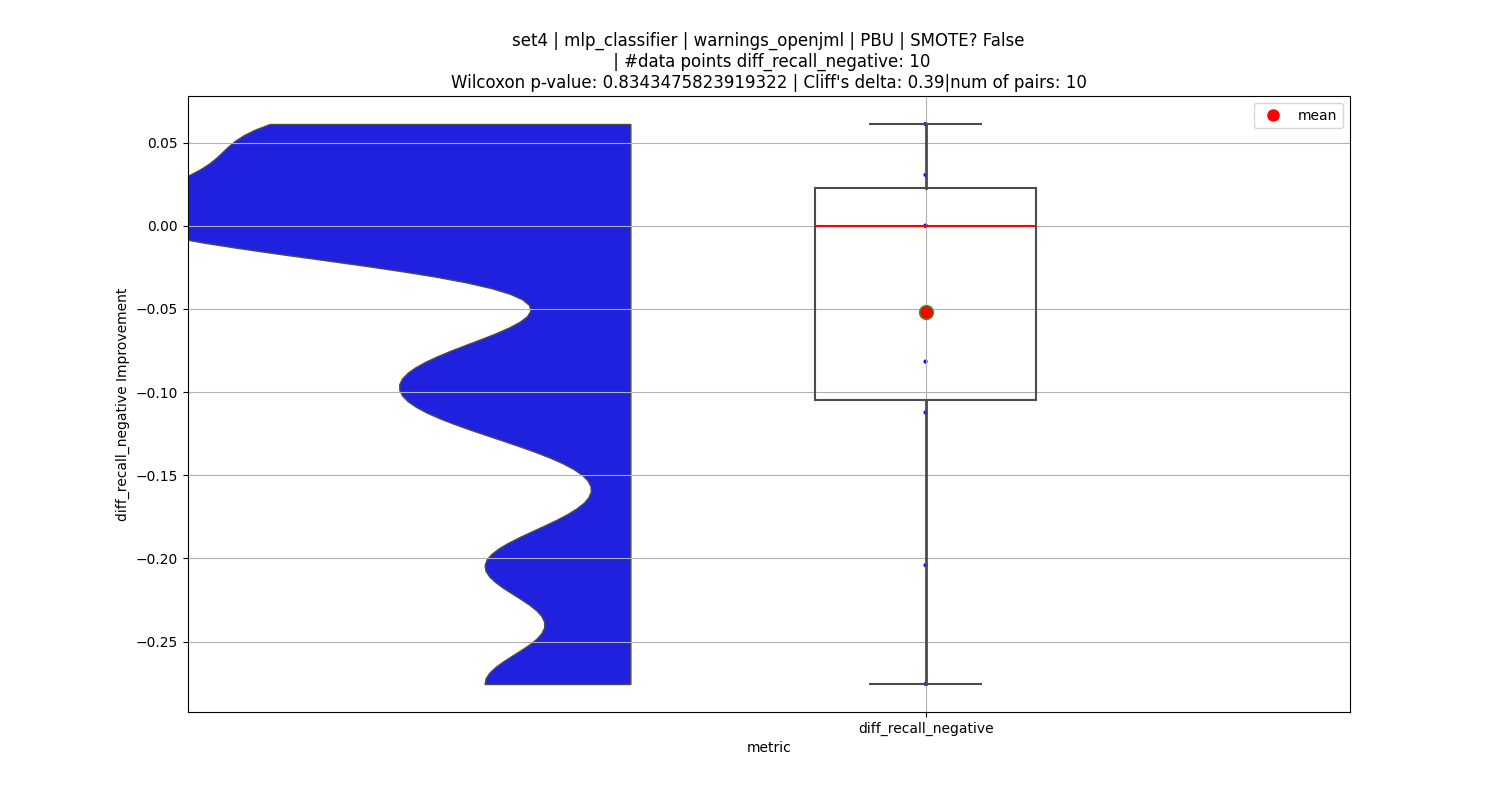 set4 | mlp_classifier | warnings_openjml | PBU | SMOTE? False
| #data points diff_recall_negative: 10
Wilcoxon p-value: 0.8343475823919322 | Cliff's delta: 0.39|num of pairs: 10
mean
0.05
0.00
−0.05
−0.10
−0.15
−0.20
−0.25
diff_recall_negative Improvement
diff_recall_negative
metric